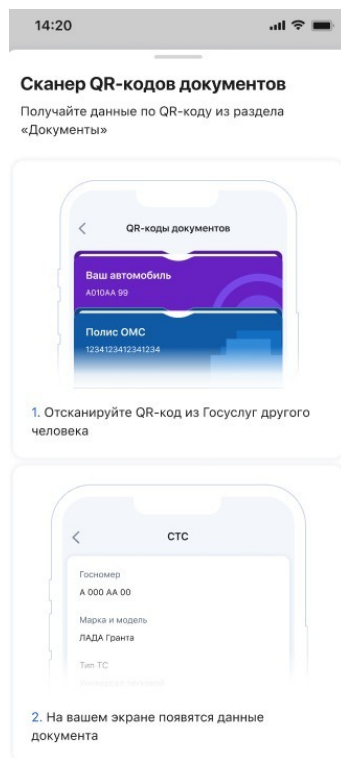 14:20
Сканер QR-кодов документов
Получайте данные по QR-коду из раздела
«Документы»
QR-коды документов
Ваш автомобиль
А010АА 99
Полис ОМС
1234123412341234
1. Отсканируйте QR-код из Госуслуг другого
человека
СТС
Госномер
А 000 АА 00
Марка и модель
ЛАДА Гранта
Тип ТС
2. На вашем экране появятся данные
документа